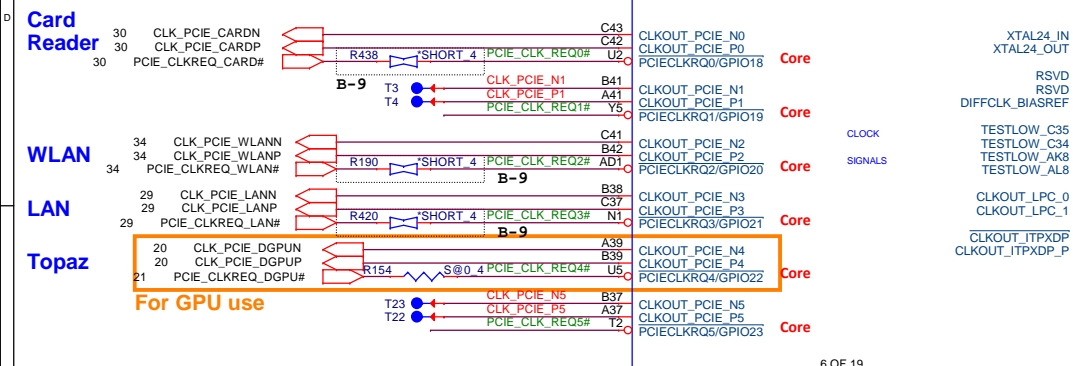 D
Card
Reader
30 CLK_PCIE_CARDN C43 CLKOUT_PCIE_N0 XTAL24_IN
30 CLK_PCIE_CARDP C42 CLKOUT_PCIE_P0 XTAL24_OUT
30 PCIE_CLKREQ_CARD# R438 *SHORT_4 PCIE_CLK_REQ0# U2 PCIECLKRQ0/GPIO18 Core
B-9
RSVD
T3 CLK_PCIE_N1 B41 CLKOUT_PCIE_N1 RSVD
T4 CLK_PCIE_P1 A41 CLKOUT_PCIE_P1 DIFFCLK_BIASREF
PCIE_CLK_REQ1# Y5 PCIECLKRQ1/GPIO19 Core
CLOCK TESTLOW_C35
WLAN
34 CLK_PCIE_WLANN C41 CLKOUT_PCIE_N2 TESTLOW_C34
34 CLK_PCIE_WLANP B42 CLKOUT_PCIE_P2 SIGNALS TESTLOW_AK8
34 PCIE_CLKREQ_WLAN# R190 *SHORT_4 PCIE_CLK_REQ2# AD1 PCIECLKRQ2/GPIO20 Core TESTLOW_AL8
B-9
LAN
29 CLK_PCIE_LANN B38 CLKOUT_PCIE_N3 CLKOUT_LPC_0
29 CLK_PCIE_LANP C37 CLKOUT_PCIE_P3 CLKOUT_LPC_1
29 PCIE_CLKREQ_LAN# R420 *SHORT_4 PCIE_CLK_REQ3# N1 PCIECLKRQ3/GPIO21 Core
B-9
CLKOUT_ITPXDP
Topaz
20 CLK_PCIE_DGPUN A39 CLKOUT_PCIE_N4 CLKOUT_ITPXDP_P
20 CLK_PCIE_DGPUP B39 CLKOUT_PCIE_P4
21 PCIE_CLKREQ_DGPU# R154 S@0_4 PCIE_CLK_REQ4# U5 PCIECLKRQ4/GPIO22 Core
For GPU use
T23 CLK_PCIE_N5 B37 CLKOUT_PCIE_N5
T22 CLK_PCIE_P5 A37 CLKOUT_PCIE_P5
PCIE_CLK_REQ5# T2 PCIECLKRQ5/GPIO23 Core
6 OF 19